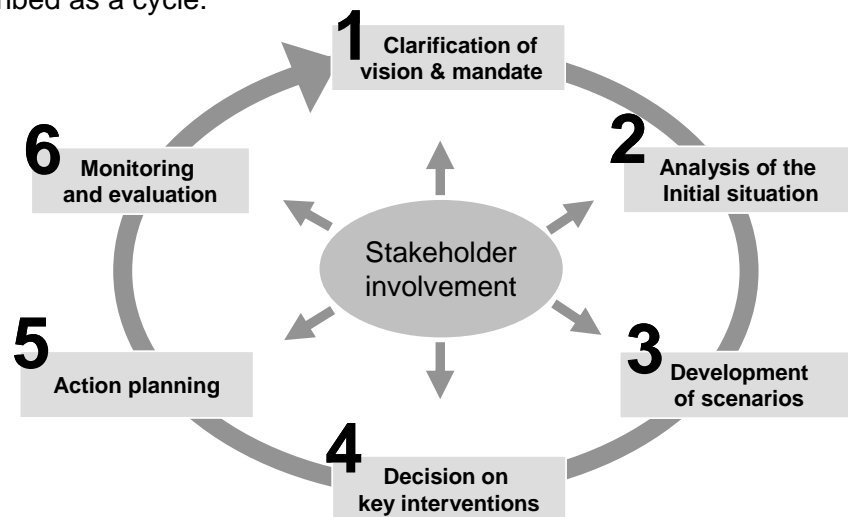 as a cycle.
1 Clarification of
vision & mandate
2 Analysis of the
Initial situation
3 Development
of scenarios
4 Decision on
key interventions
5 Action planning
6 Monitoring
and evaluation
Stakeholder
involvement